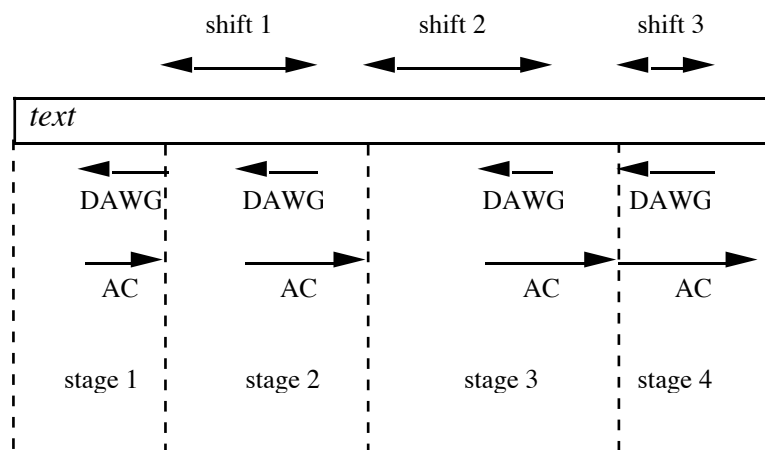 shift 1 shift 2 shift 3
text
DAWG DAWG DAWG DAWG
AC AC AC AC
stage 1 stage 2 stage 3 stage 4